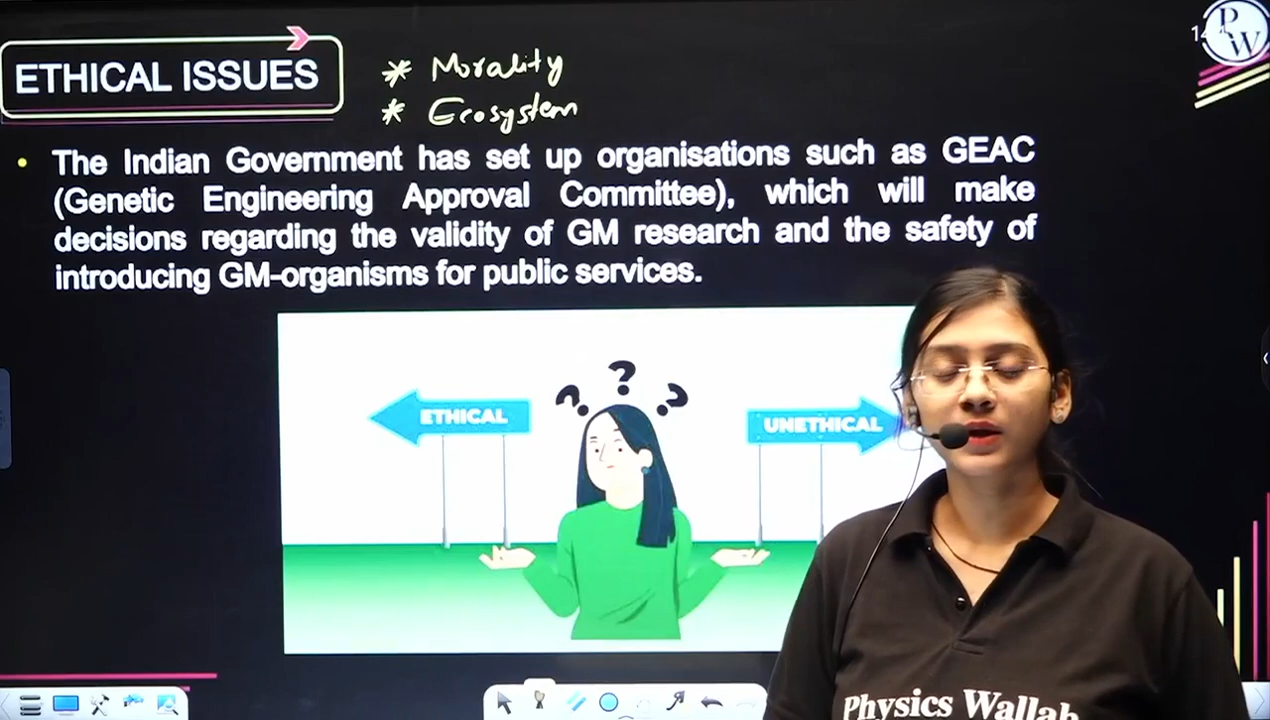 ETHICAL ISSUES
* Morality
* Ecosystem
• The Indian Government has set up organisations such as GEAC
(Genetic Engineering Approval Committee), which will make
decisions regarding the validity of GM research and the safety of
introducing GM-organisms for public services.
? ? ?
ETHICAL
UNETHICAL
P
W
Physics Wallah